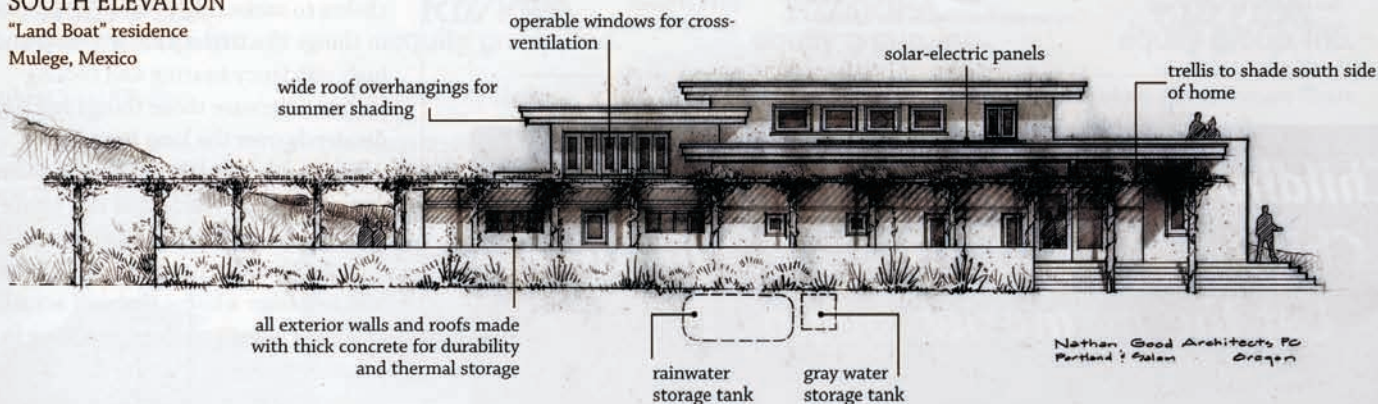 SOUTH ELEVATION
"Land Boat" residence
Mulege, Mexico
operable windows for cross-
ventilation
wide roof overhangings for
summer shading
solar-electric panels
trellis to shade south side
of home
all exterior walls and roofs made
with thick concrete for durability
and thermal storage
rainwater
storage tank
gray water
storage tank
Nathan Good Architects PC
Portland & Salem Oregon